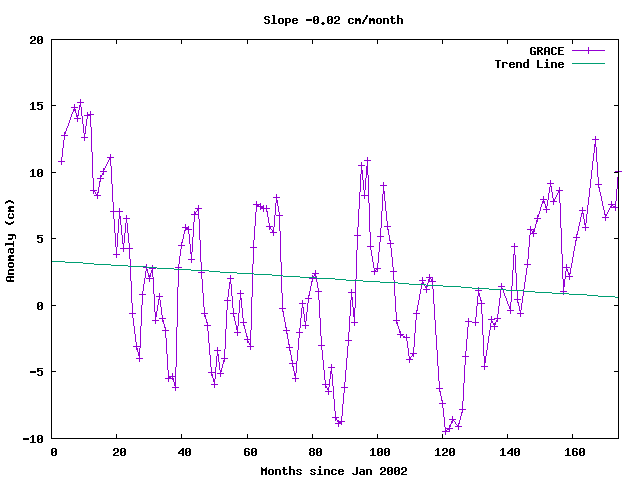 Slope -0.02 cm/month
GRACE
Trend Line
20
15
10
5
0
-5
-10
Anomaly (cm)
0 20 40 60 80 100 120 140 160
Months since Jan 2002